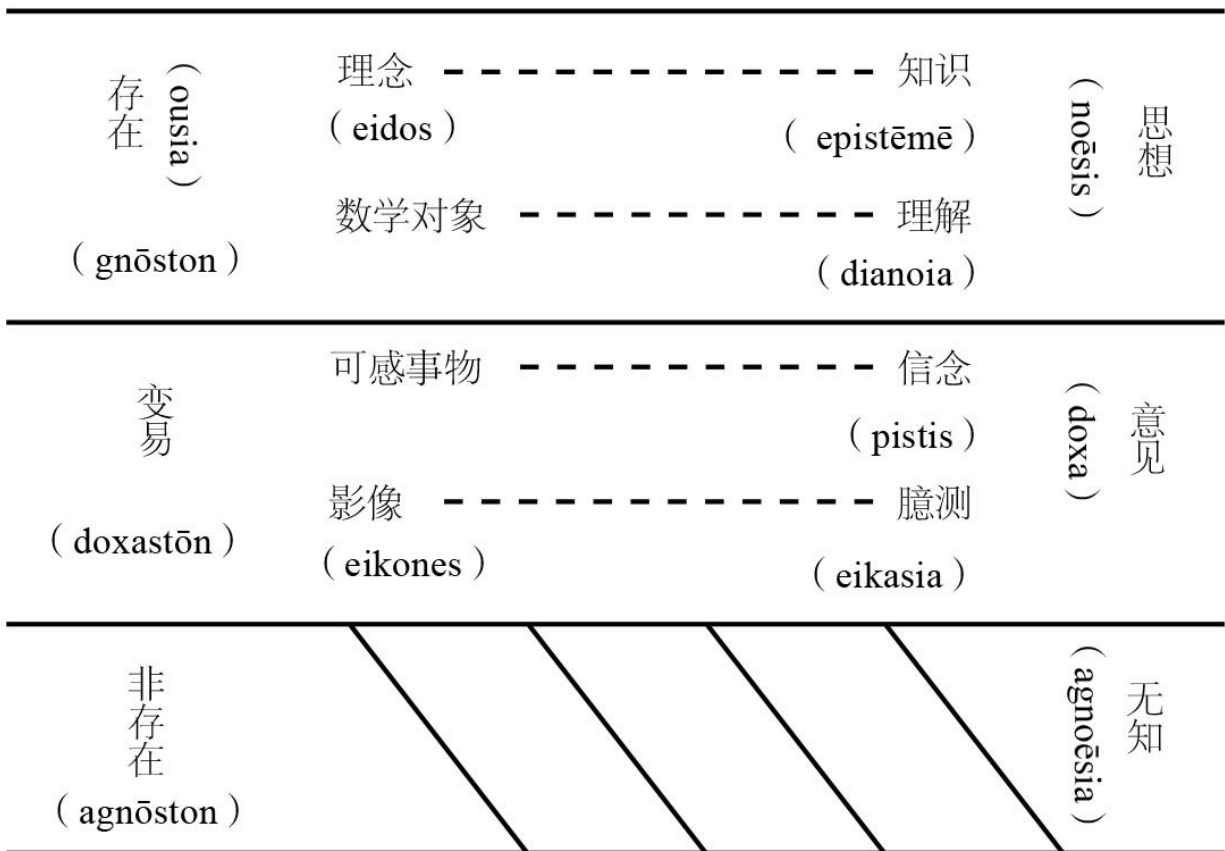 存在
（ousia）
（gnōston）
理念
（eidos）
知识
（epistēmē）
数学对象
理解
（dianoia）
思想
（noēsis）
变易
（doxastōn）
可感事物
信念
（pistis）
影像
（eikones）
臆测
（eikasia）
意见
（doxa）
非存在
（agnōston）
无知
（agnoēsia）